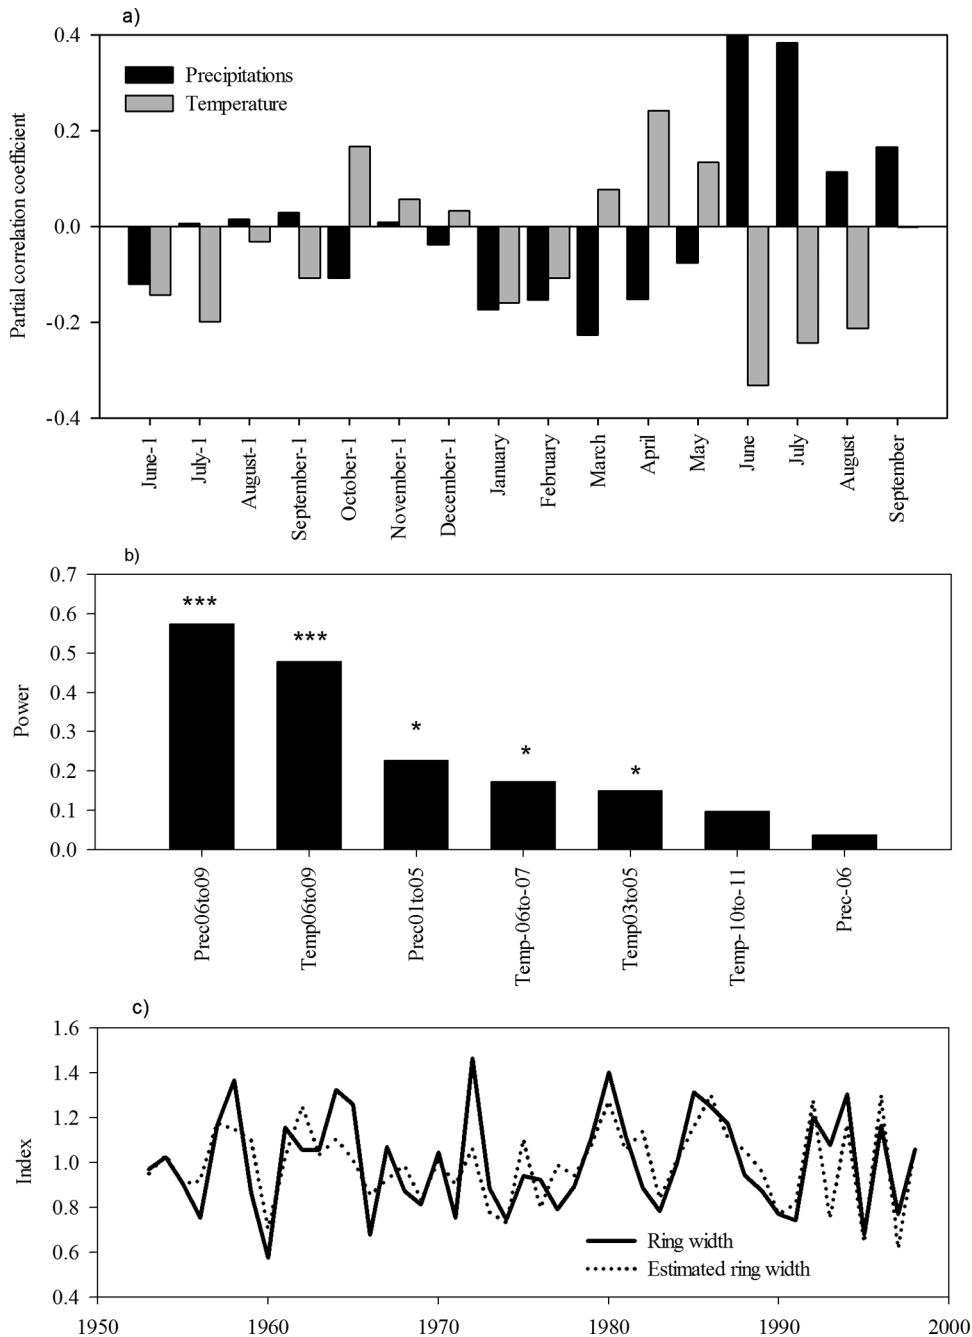 a)
0.4
Precipitations
Temperature
0.2
0.0
-0.2
-0.4
Partial correlation coefficient
June-1
July-1
August-1
September-1
October-1
November-1
December-1
January
February
March
April
May
June
July
August
September
b)
0.7
0.6
0.5
0.4
0.3
0.2
0.1
0.0
Power
***
***
*
*
*
Prec06to09
Temp06to09
Prec01to05
Temp-06to-07
Temp03to05
Temp-10to-11
Prec-06
c)
1.6
1.4
1.2
1.0
0.8
0.6
0.4
Index
Ring width
Estimated ring width
1950
1960
1970
1980
1990
2000